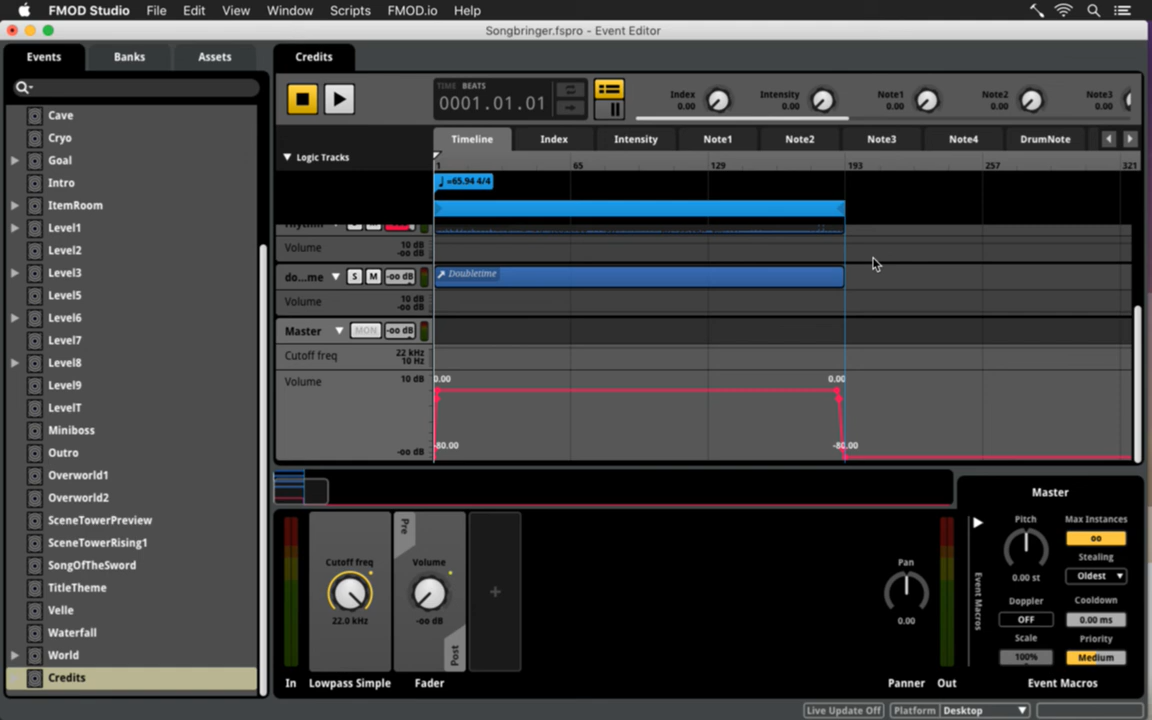 FMOD Studio File Edit View Window Scripts FMOD.io Help
Songbringer.fspro - Event Editor
Events Banks Assets
Credits
TIME BEATS
0001.01.01
Index
0.00
Intensity
0.00
Note1
0.00
Note2
0.00
Note3
0.00
Timeline Index Intensity Note1 Note2 Note3 Note4 DrumNote
Logic Tracks
1 65 129 193 257 321
=65.94 4/4
Volume 10 dB
-oo dB
do...me S M -oo dB
Doubletime
Volume 10 dB
-oo dB
Master MON -oo dB
Cutoff freq 22 kHz
10 Hz
Volume 10 dB
0.00 0.00
-80.00 -80.00
-oo dB
Cave
Cryo
Goal
Intro
ItemRoom
Level1
Level2
Level3
Level5
Level6
Level7
Level8
Level9
LevelT
Miniboss
Outro
Overworld1
Overworld2
SceneTowerPreview
SceneTowerRising1
SongOfTheSword
TitleTheme
Velle
Waterfall
World
Credits
In
Cutoff freq
22.0 kHz
Lowpass Simple
Pre
Volume
-oo dB
Post
Fader
+
Pan
0.00
Panner
Out
Master
Event Macros
Pitch
0.00 st
Max Instances
oo
Stealing
Oldest
Doppler
OFF
Cooldown
0.00 ms
Scale
100%
Priority
Medium
Event Macros
Live Update Off Platform Desktop